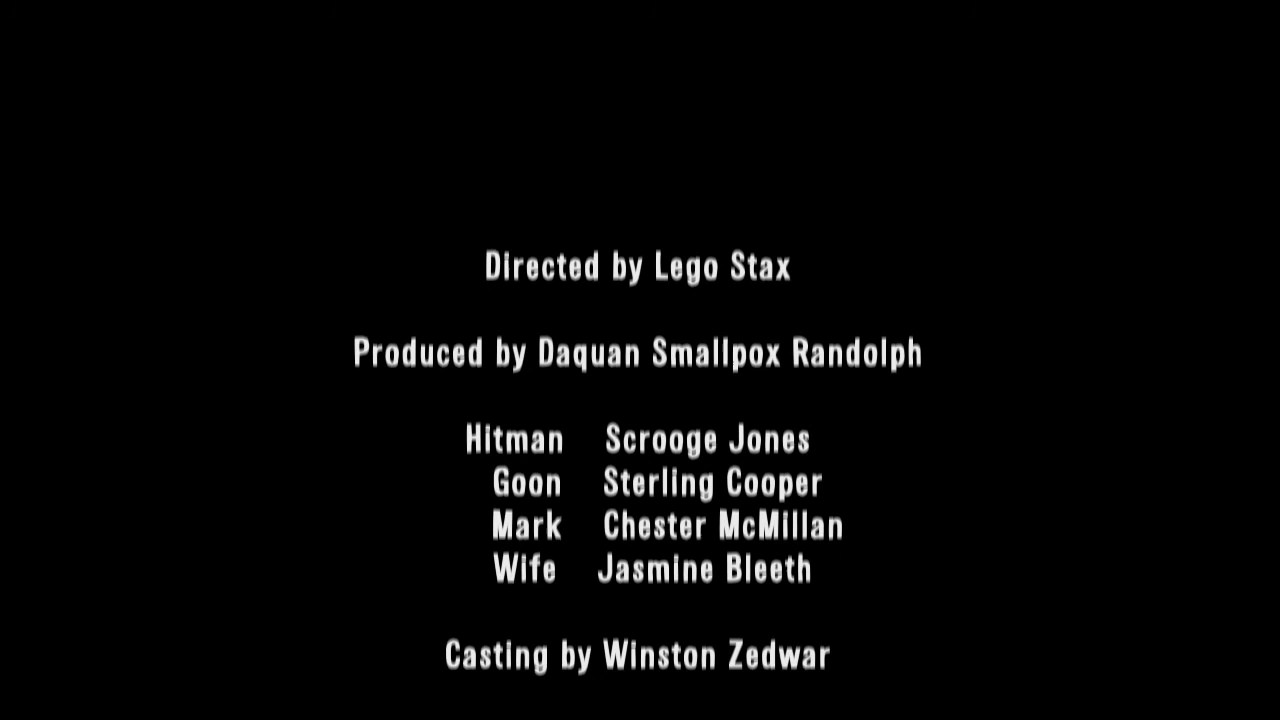 Directed by Lego Stax
Produced by Daquan Smallpox Randolph
Hitman Scrooge Jones
Goon Sterling Cooper
Mark Chester McMillan
Wife Jasmine Bleeth
Casting by Winston Zedwar